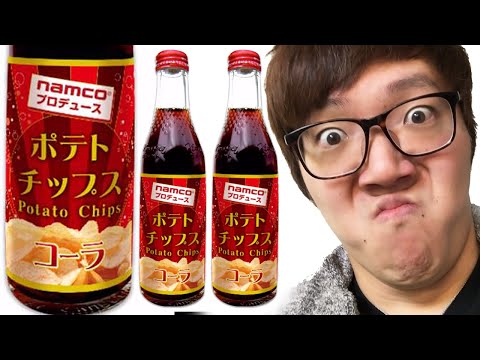 namco
プロデュース
ポテト
チップス
Potato Chips
コーラ
namco
プロデュース
ポテト
チップス
Potato Chips
コーラ
namco
プロデュース
ポテト
チップス
Potato Chips
コーラ